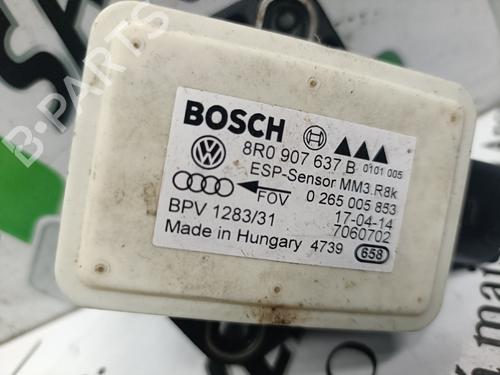 BOSCH
8R0 907 637 B 0101 005
ESP-Sensor MM3.R8k
FOV 0 265 005 853
BPV 1283/31 17-04-14
7060702
Made in Hungary 4739 658
B-PARTS